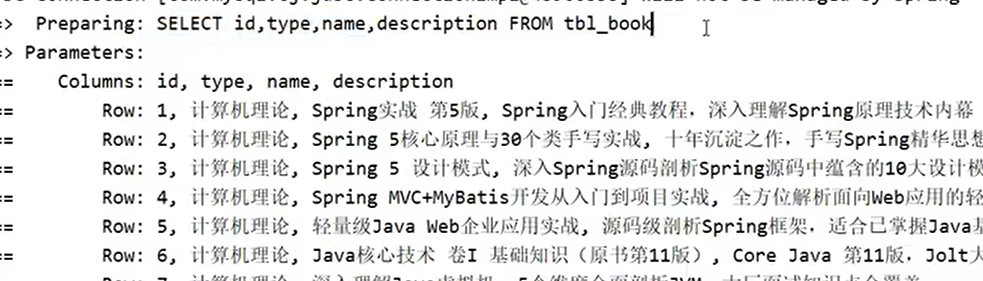 => Preparing: SELECT id,type,name,description FROM tbl_book
=> Parameters:
== Columns: id, type, name, description
== Row: 1, 计算机理论, Spring实战 第5版, Spring入门经典教程，深入理解Spring原理技术内幕
== Row: 2, 计算机理论, Spring 5核心原理与30个类手写实战, 十年沉淀之作，手写Spring精华思想
== Row: 3, 计算机理论, Spring 5 设计模式, 深入Spring源码剖析Spring源码中蕴含的10大设计模
== Row: 4, 计算机理论, Spring MVC+MyBatis开发从入门到项目实战, 全方位解析面向Web应用的轻
== Row: 5, 计算机理论, 轻量级Java Web企业应用实战, 源码级剖析Spring框架，适合已掌握Java基
== Row: 6, 计算机理论, Java核心技术 卷I 基础知识（原书第11版）, Core Java 第11版，Jolt大